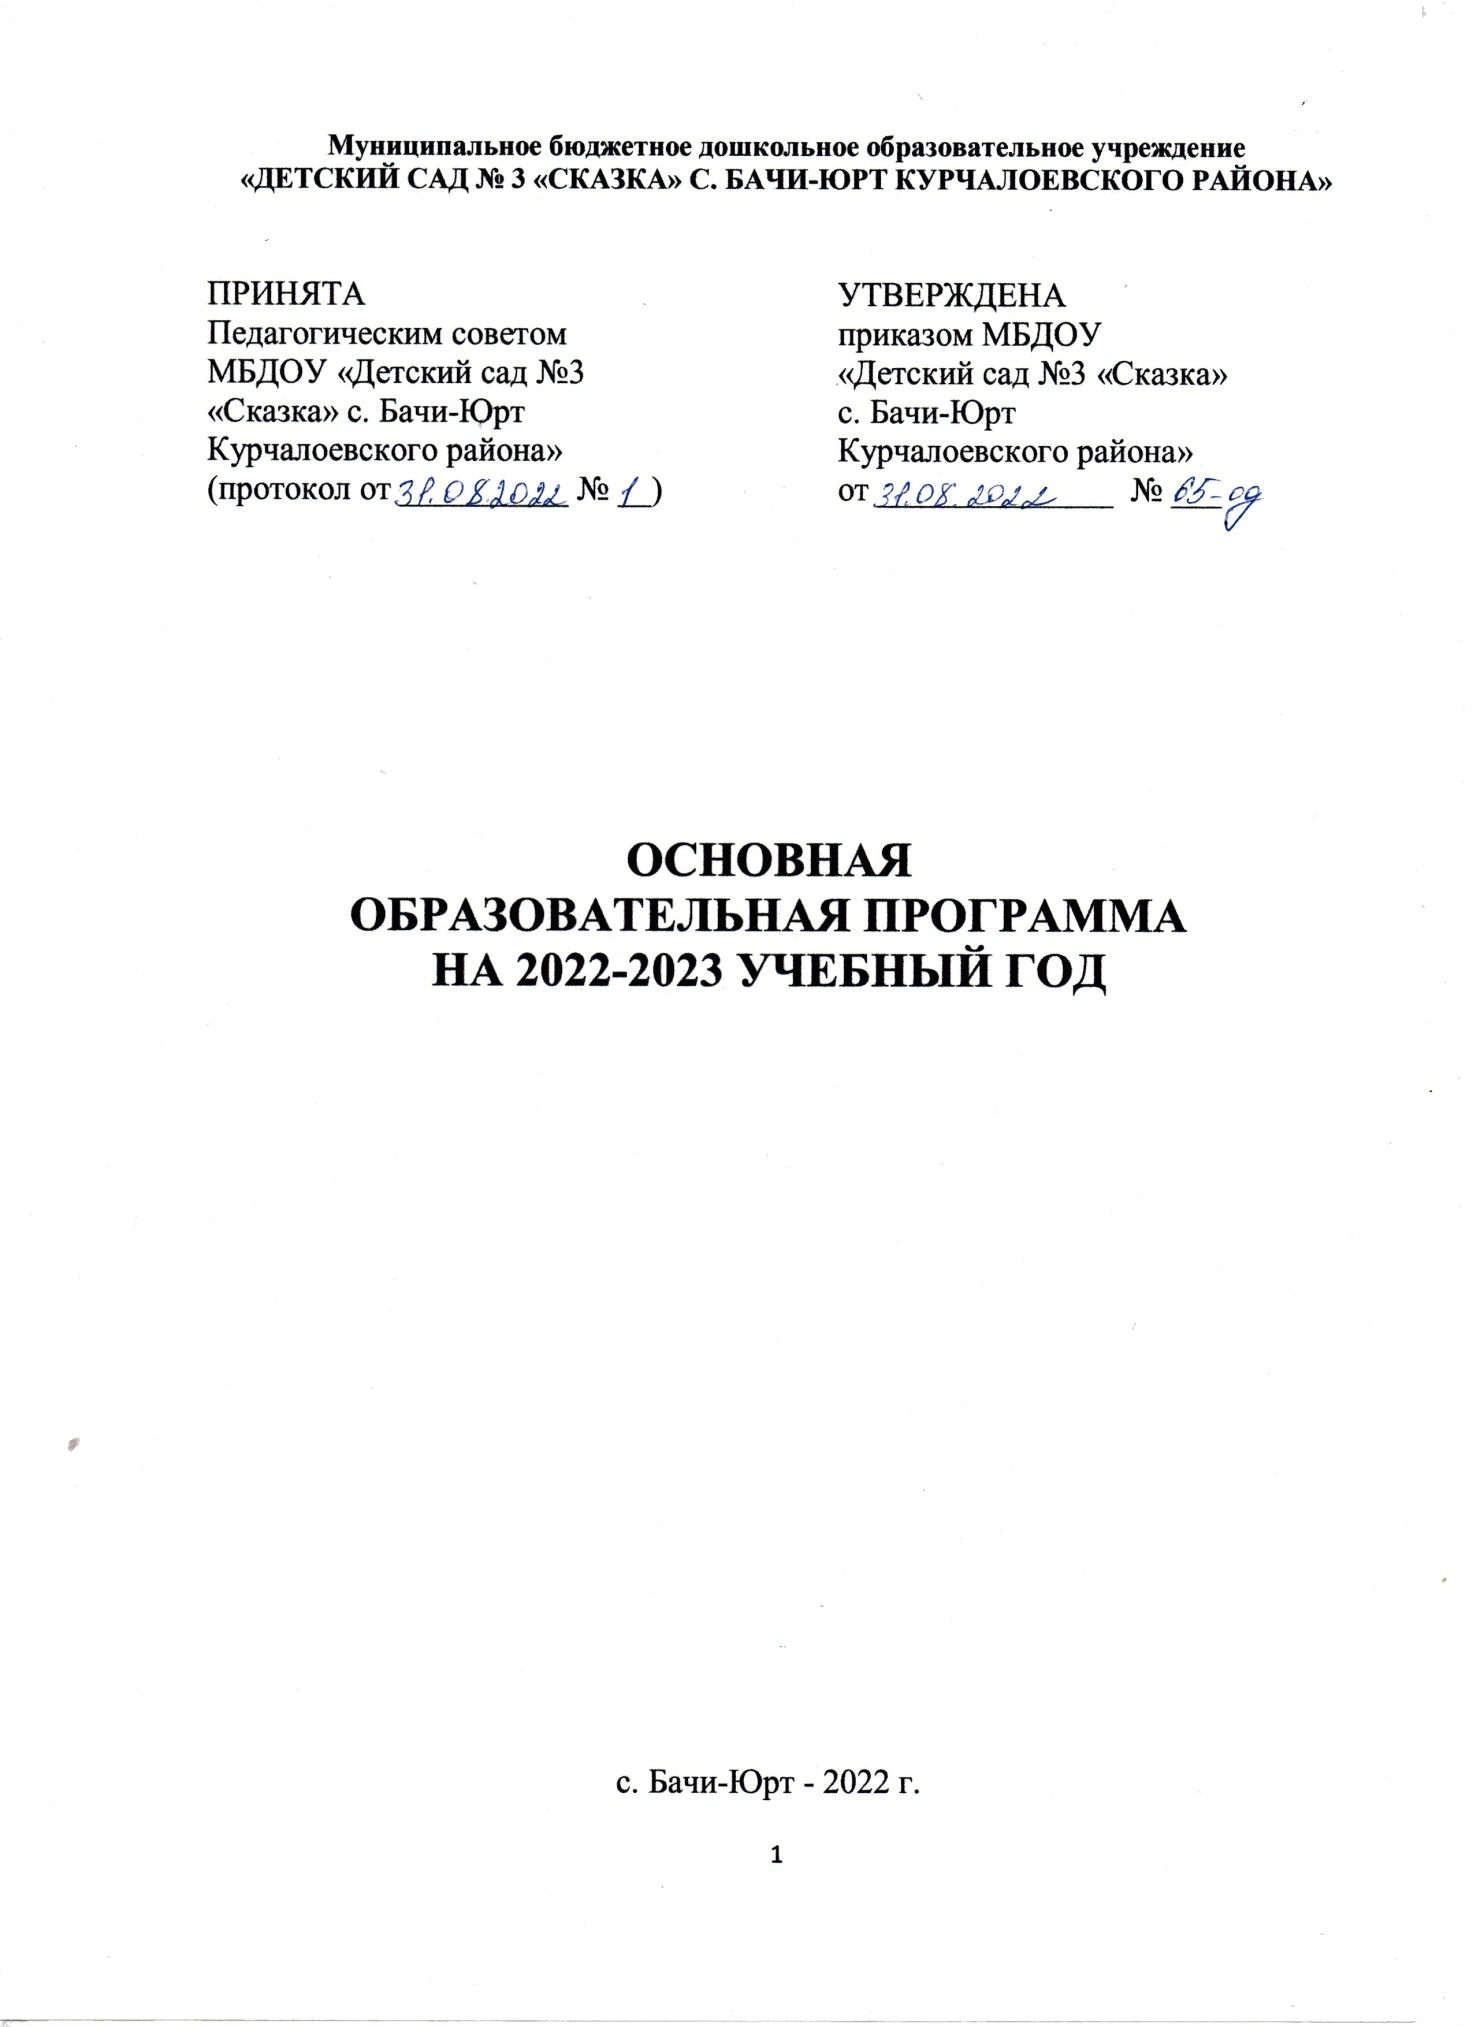 Муниципальное бюджетное дошкольное образовательное учреждение
«ДЕТСКИЙ САД № 3 «СКАЗКА» С. БАЧИ-ЮРТ КУРЧАЛОЕВСКОГО РАЙОНА»
ПРИНЯТА
Педагогическим советом
МБДОУ «Детский сад №3
«Сказка» с. Бачи-Юрт
Курчалоевского района»
(протокол от 31.08.2022 № 1)
УТВЕРЖДЕНА
приказом МБДОУ
«Детский сад №3 «Сказка»
с. Бачи-Юрт
Курчалоевского района»
от 31.08.2022 № 65-од
ОСНОВНАЯ
ОБРАЗОВАТЕЛЬНАЯ ПРОГРАММА
НА 2022-2023 УЧЕБНЫЙ ГОД
с. Бачи-Юрт - 2022 г.
1